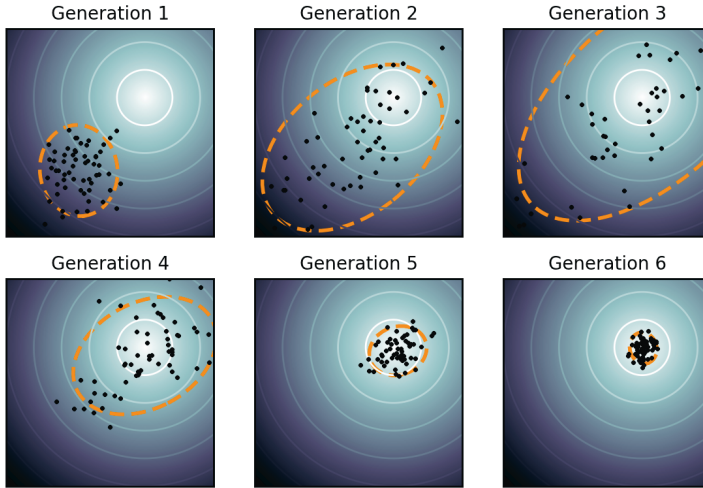 Generation 1
Generation 2
Generation 3
Generation 4
Generation 5
Generation 6